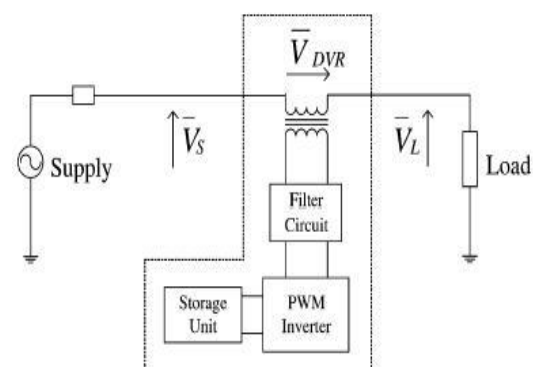 V̅ DVR
V̅S
V̅L
Supply
Load
Filter
Circuit
Storage
Unit
PWM
Inverter